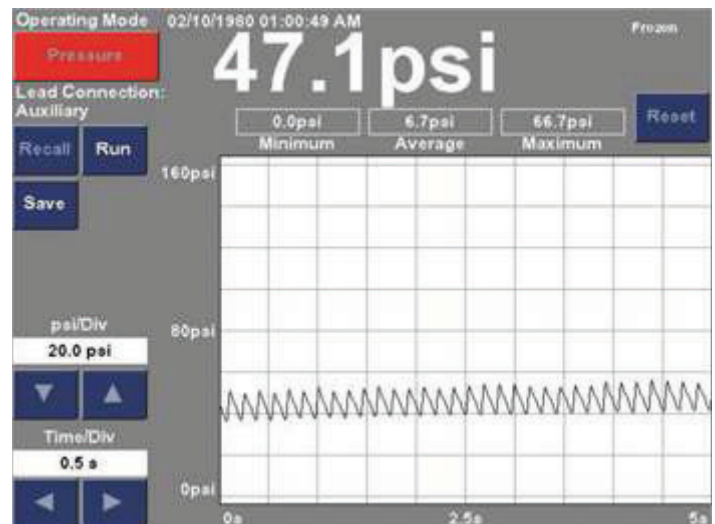 Operating Mode 02/10/1980 01:00:49 AM
Frozen
Pressure
47.1psi
Lead Connection:
Auxiliary
0.0psi 6.7psi 66.7psi Reset
Minimum Average Maximum
Recall Run
160psi
Save
psi/Div
20.0 psi
80psi
Time/Div
0.5 s
0psi
0s 2.5s 5s